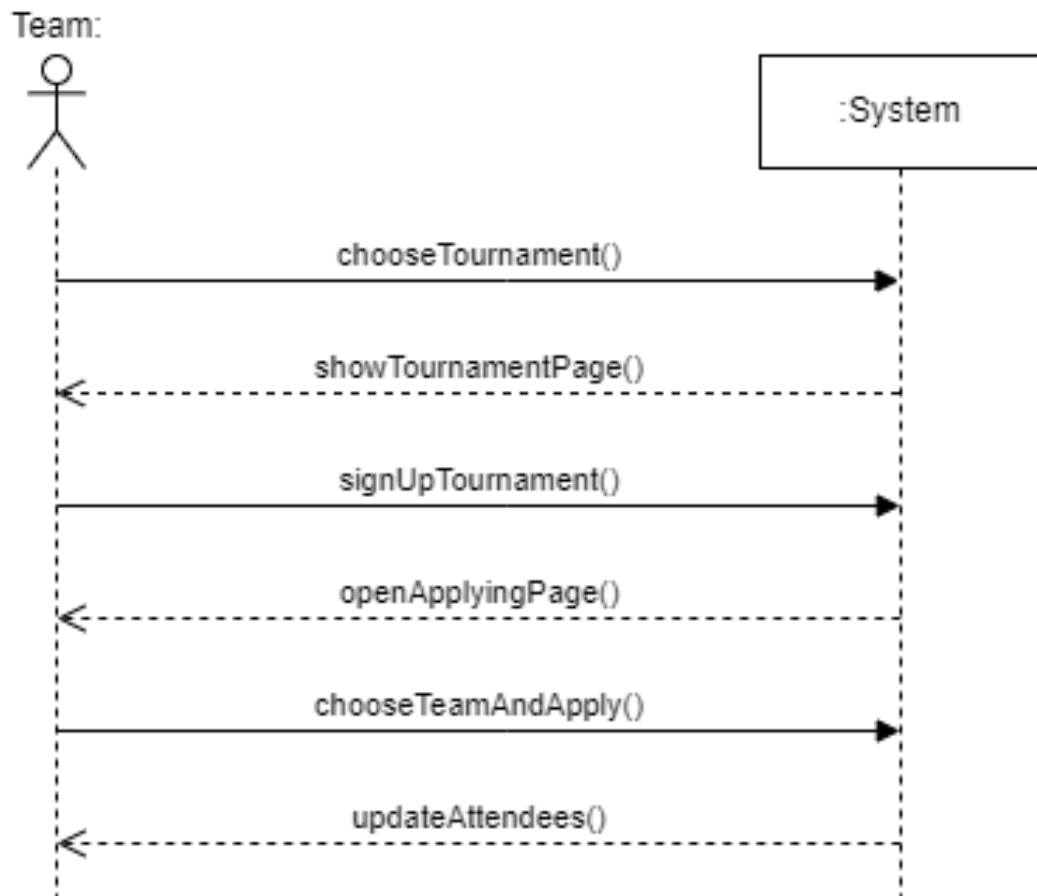 Team:
:System
chooseTournament()
showTournamentPage()
signUpTournament()
openApplyingPage()
chooseTeamAndApply()
updateAttendees()